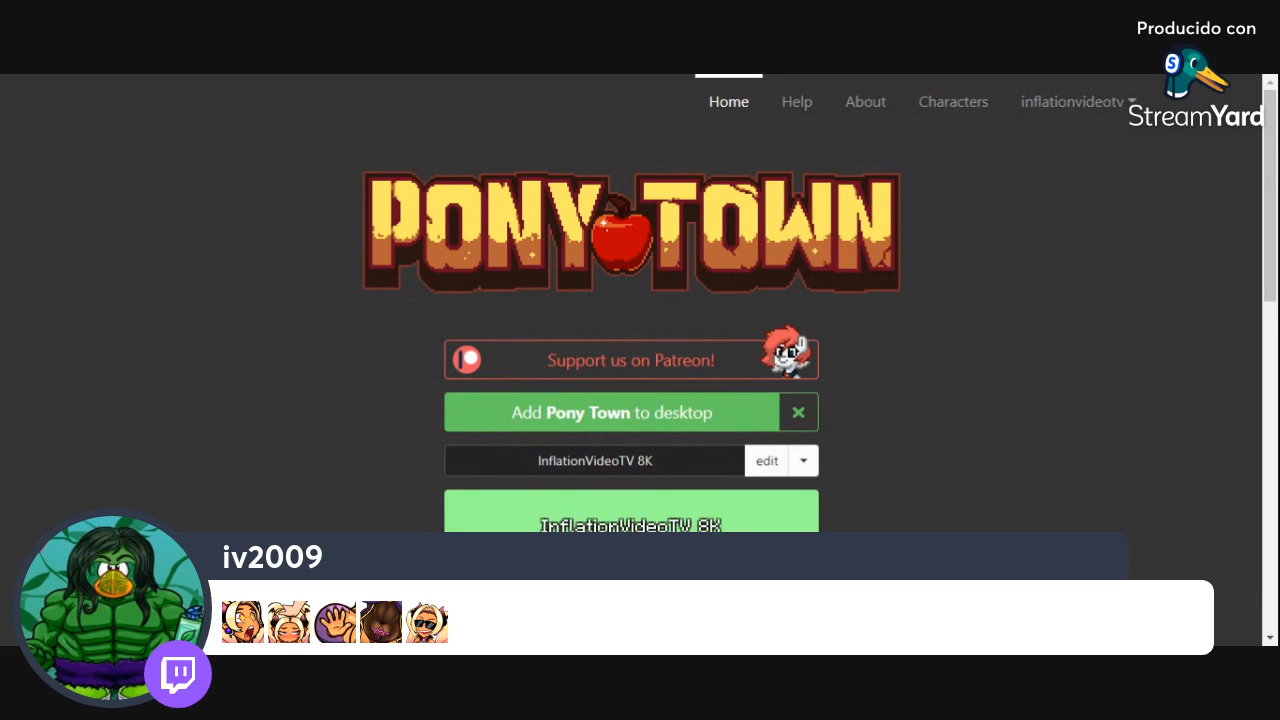 Producido con
StreamYard
Home Help About Characters inflationvideotv
PONY TOWN
Support us on Patreon!
Add Pony Town to desktop
InflationVideoTV 8K edit
InflationVideoTV 8K
iv2009